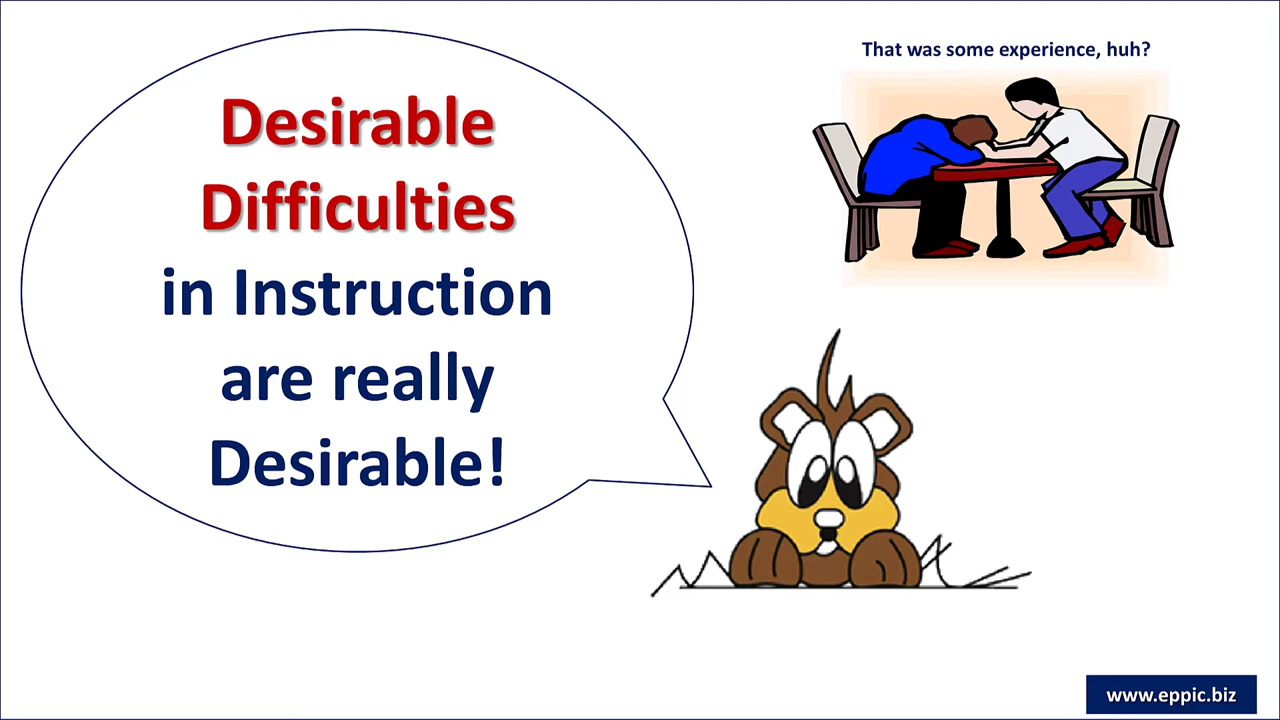 Desirable
Difficulties
in Instruction
are really
Desirable!
That was some experience, huh?
www.eppic.biz